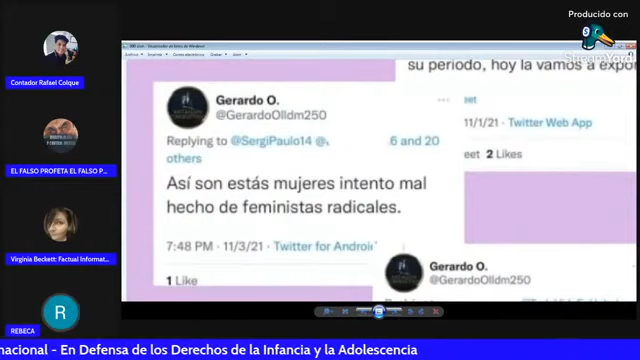 Producido con
StreamYard
Contador Rafael Colque
EL FALSO PROFETA EL FALSO P...
Virginia Beckett: Factual Informat...
R
REBECA
su periodo, hoy la vamos a expor
11/1/21 · Twitter Web App
eet 2 Likes
Gerardo O.
@GerardoOlldm250
Replying to @SergiPaulo14 @ 6 and 20
others
Así son estás mujeres intento mal
hecho de feministas radicales.
7:48 PM · 11/3/21 · Twitter for Android
1 Like
Gerardo O.
@GerardoOlldm250
nacional - En Defensa de los Derechos de la Infancia y la Adolescencia